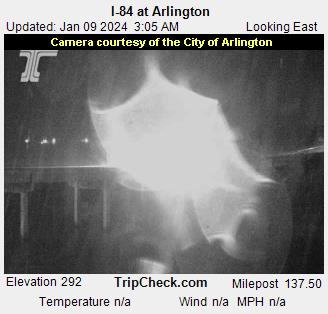 I-84 at Arlington
Updated: Jan 09 2024 3:05 AM Looking East
Camera courtesy of the City of Arlington
Elevation 292 TripCheck.com Milepost 137.50
Temperature n/a Wind n/a MPH n/a